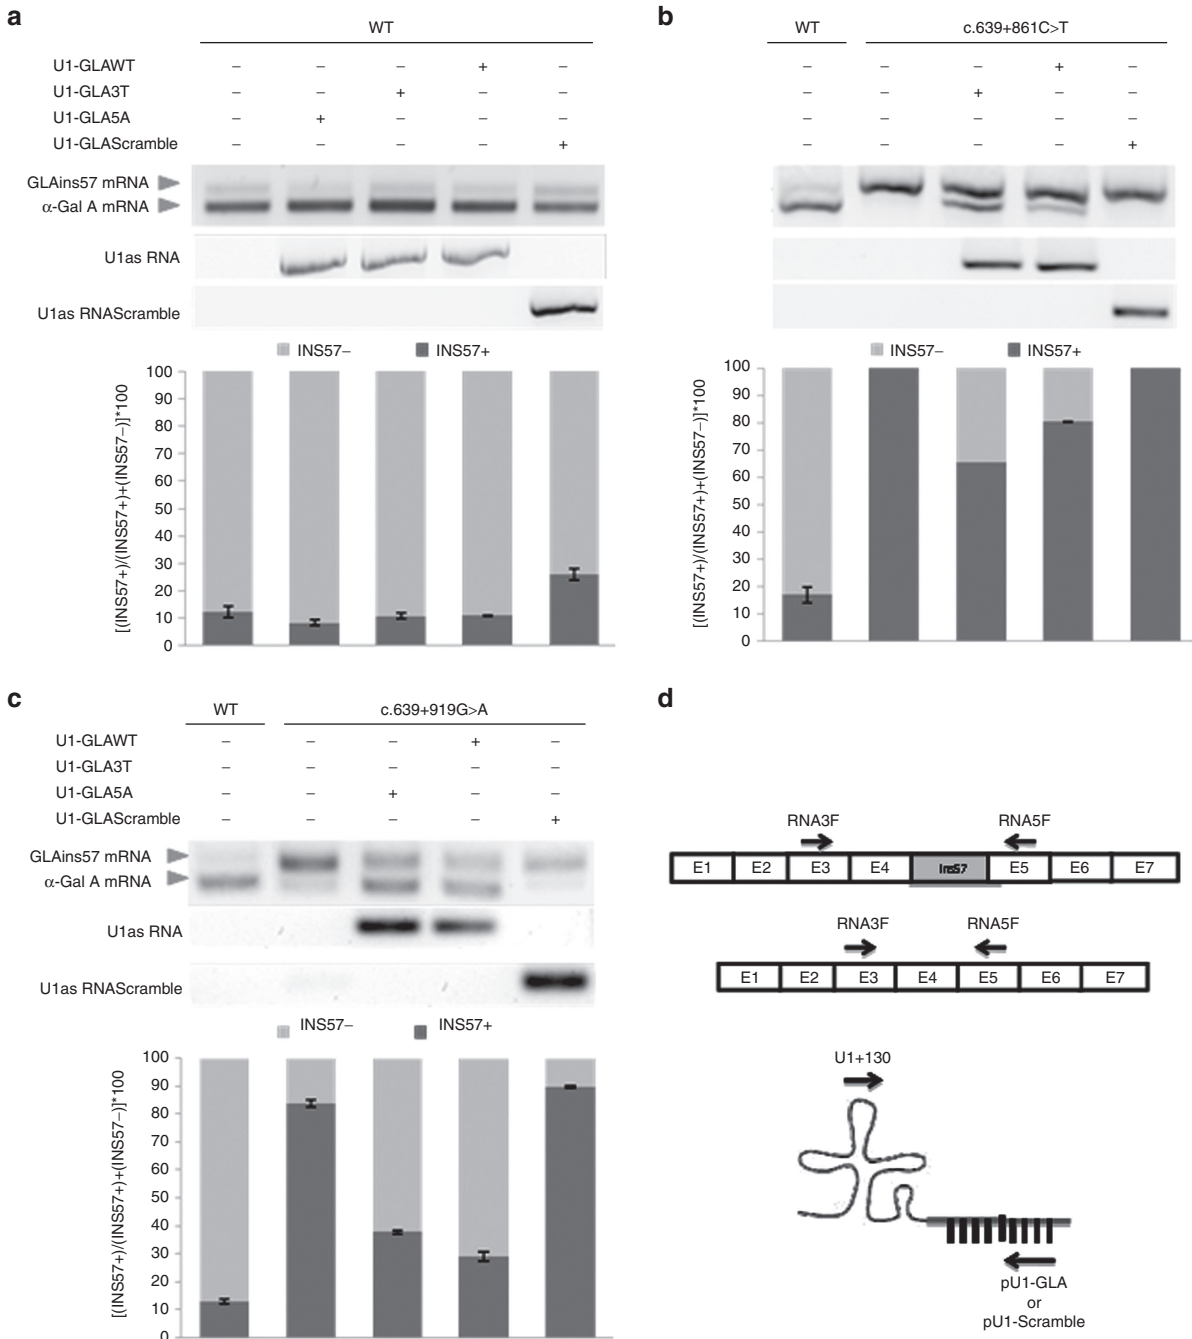 a
WT
U1-GLAWT – – – + –
U1-GLA3T – – + – –
U1-GLA5A – + – – –
U1-GLAScramble – – – – +
GLAins57 mRNA
α-Gal A mRNA
U1as RNA
U1as RNAScramble
INS57– INS57+
[(INS57+)/(INS57+)+(INS57–)]*100
100
90
80
70
60
50
40
30
20
10
0
b
WT c.639+861C>T
– – – + –
– – + – –
– – – – –
– – – – +
INS57– INS57+
[(INS57+)/(INS57+)+(INS57–)]*100
100
90
80
70
60
50
40
30
20
10
0
c
WT c.639+919G>A
U1-GLAWT – – – + –
U1-GLA3T – – – – –
U1-GLA5A – – + – –
U1-GLAScramble – – – – +
GLAins57 mRNA
α-Gal A mRNA
U1as RNA
U1as RNAScramble
INS57– INS57+
[(INS57+)/(INS57+)+(INS57–)]*100
100
90
80
70
60
50
40
30
20
10
0
d
RNA3F RNA5F
E1 E2 E3 E4 Ins57 E5 E6 E7
RNA3F RNA5F
E1 E2 E3 E4 E5 E6 E7
U1+130
pU1-GLA
or
pU1-Scramble